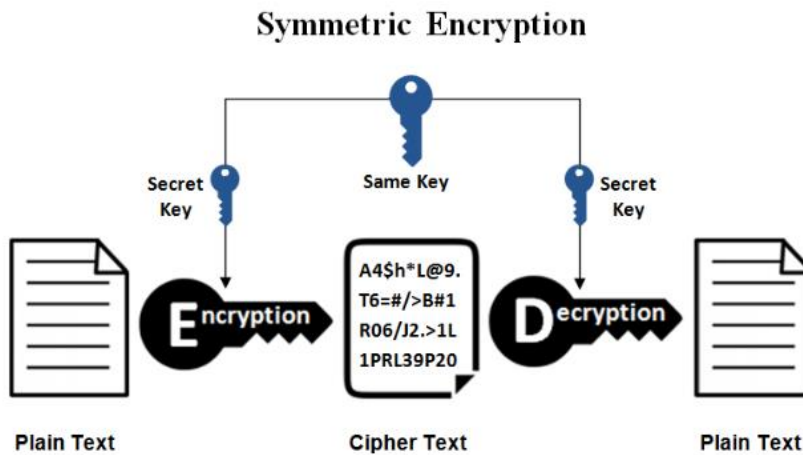 Symmetric Encryption
Secret
Key
Same Key
Secret
Key
Encryption
A4$h*L@9.
T6=#/>B#1
R06/J2.>1L
1PRL39P20
Decryption
Plain Text
Cipher Text
Plain Text